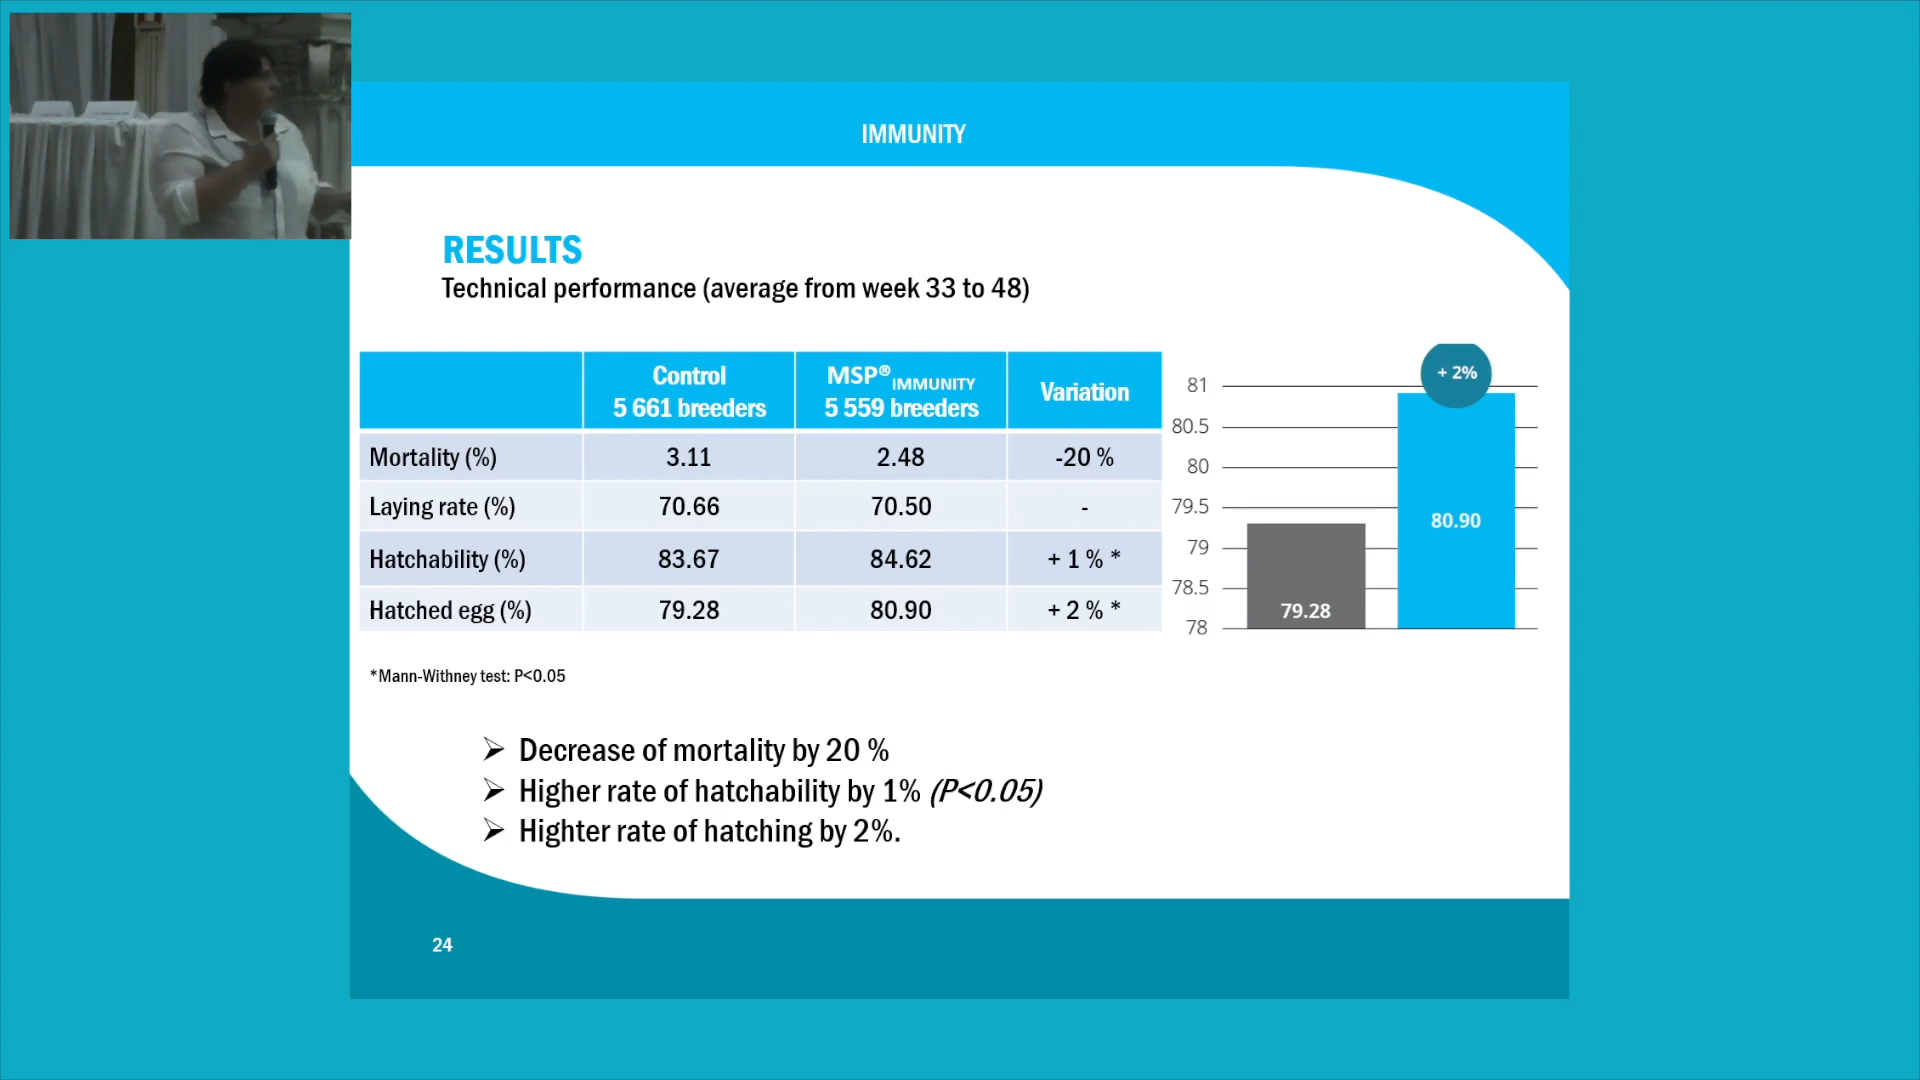 IMMUNITY
RESULTS
Technical performance (average from week 33 to 48)
Control
5 661 breeders
MSP® IMMUNITY
5 559 breeders
Variation
Mortality (%) 3.11 2.48 -20 %
Laying rate (%) 70.66 70.50 -
Hatchability (%) 83.67 84.62 + 1 % *
Hatched egg (%) 79.28 80.90 + 2 % *
*Mann-Withney test: P<0.05
+ 2%
81
80.5
80
79.5
79
78.5
78
79.28
80.90
➢ Decrease of mortality by 20 %
➢ Higher rate of hatchability by 1% (P<0.05)
➢ Highter rate of hatching by 2%.
24